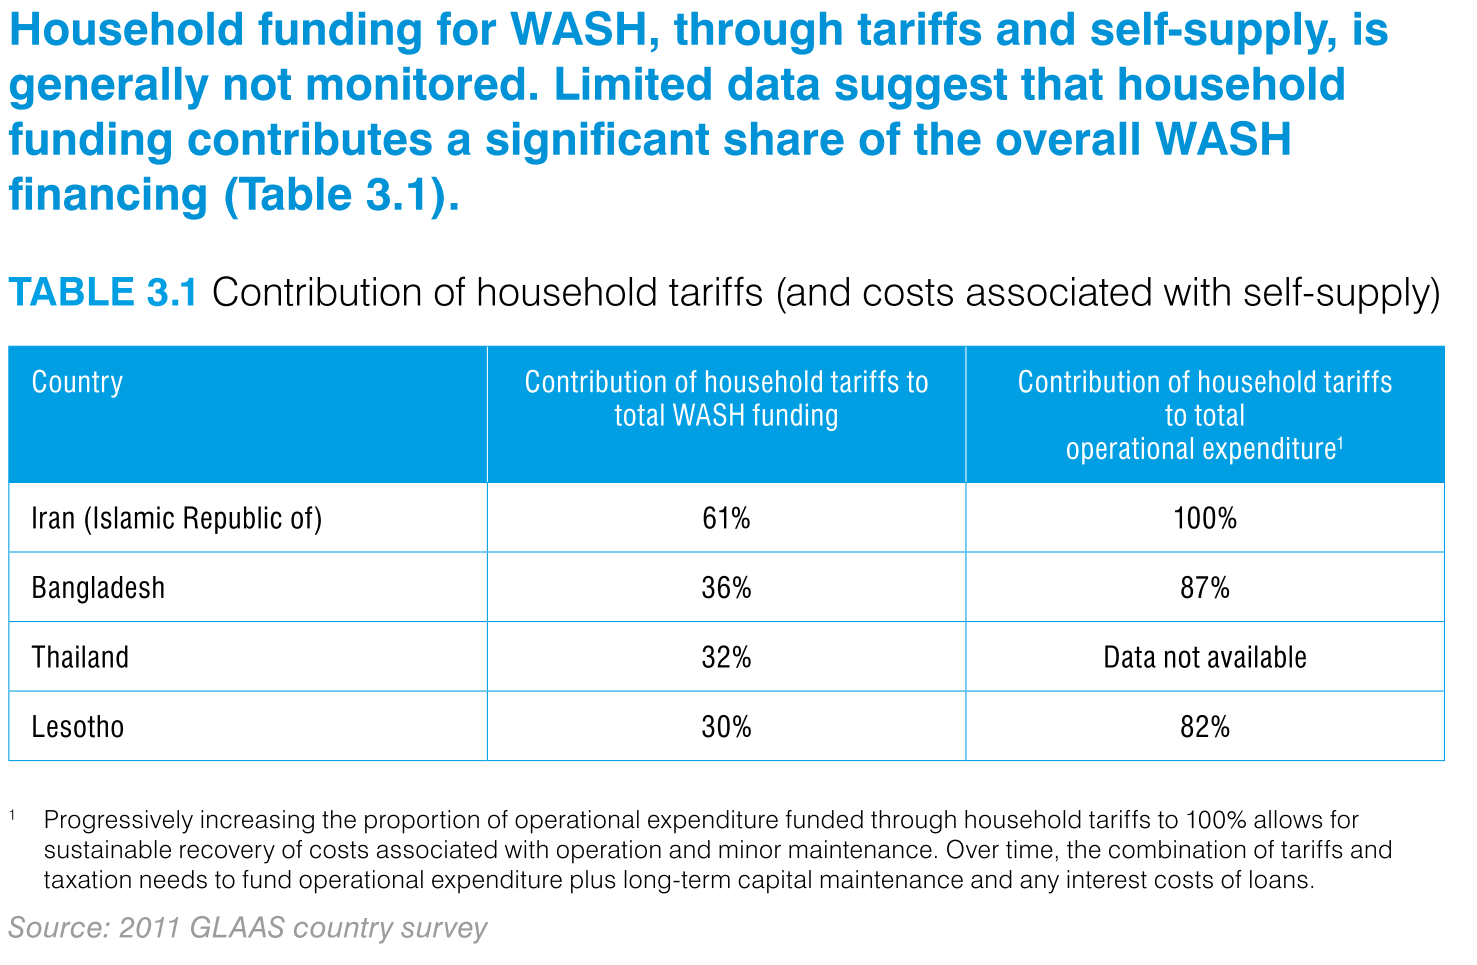 Household funding for WASH, through tariffs and self-supply, is
generally not monitored. Limited data suggest that household
funding contributes a significant share of the overall WASH
financing (Table 3.1).
TABLE 3.1 Contribution of household tariffs (and costs associated with self-supply)
Country
Contribution of household tariffs to
total WASH funding
Contribution of household tariffs
to total
operational expenditure¹
Iran (Islamic Republic of) 61% 100%
Bangladesh 36% 87%
Thailand 32% Data not available
Lesotho 30% 82%
¹ Progressively increasing the proportion of operational expenditure funded through household tariffs to 100% allows for
sustainable recovery of costs associated with operation and minor maintenance. Over time, the combination of tariffs and
taxation needs to fund operational expenditure plus long-term capital maintenance and any interest costs of loans.
Source: 2011 GLAAS country survey